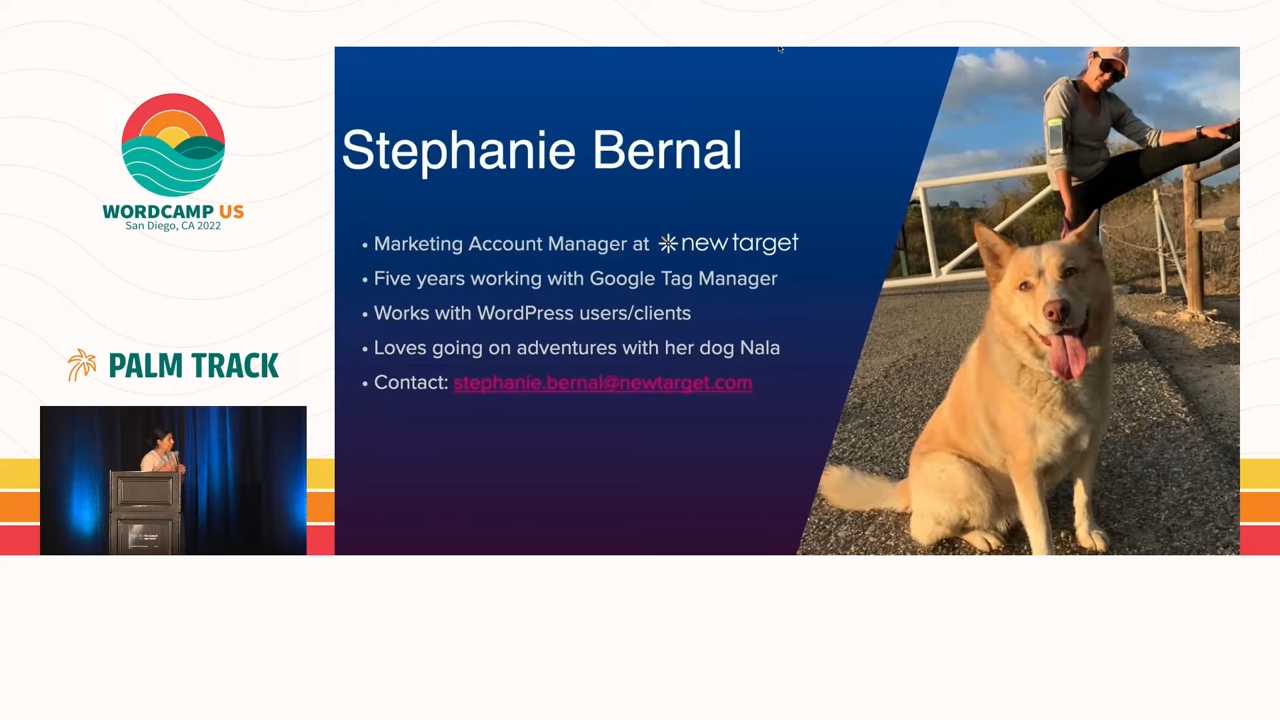 WORDCAMP US
San Diego, CA 2022
PALM TRACK
Stephanie Bernal
• Marketing Account Manager at newtarget
• Five years working with Google Tag Manager
• Works with WordPress users/clients
• Loves going on adventures with her dog Nala
• Contact: stephanie.bernal@newtarget.com